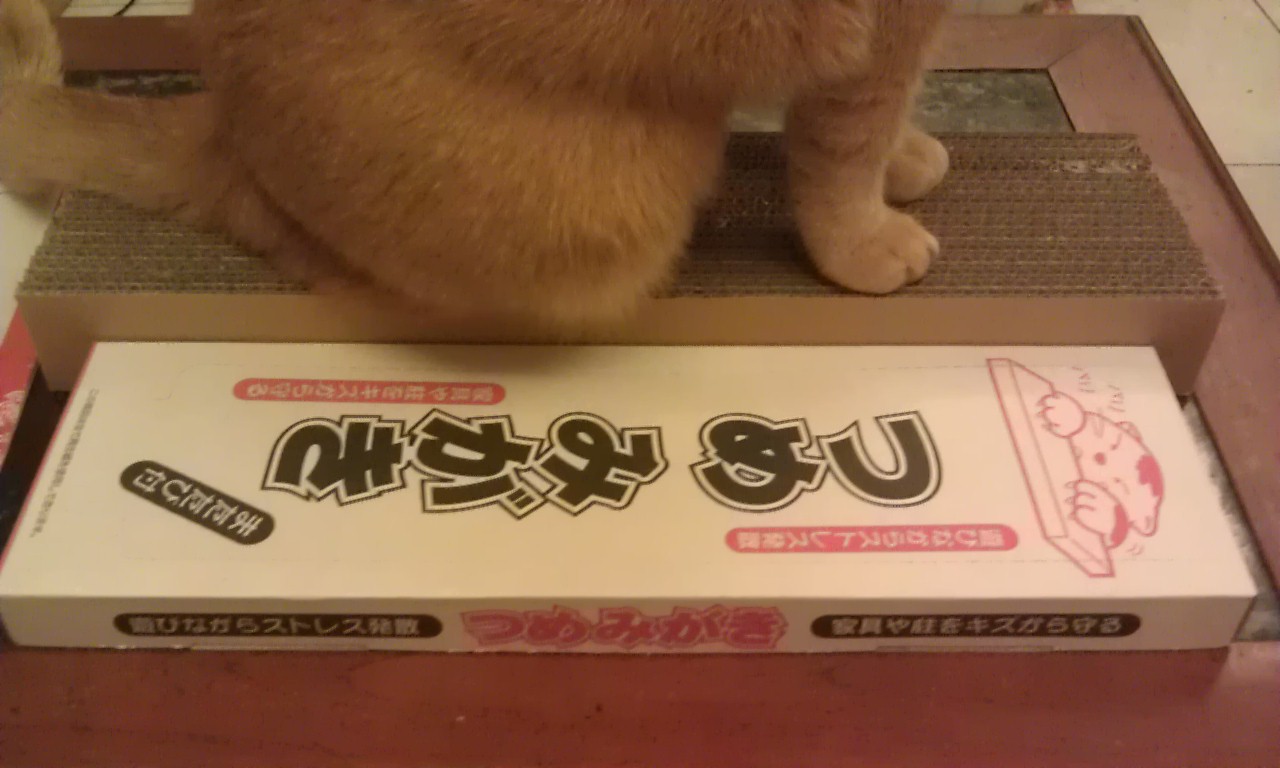 つめみがき
遊びながらストレス発散
家具や柱をキズから守る
またたび付
遊びながらストレス発散
つめみがき
家具や柱をキズから守る